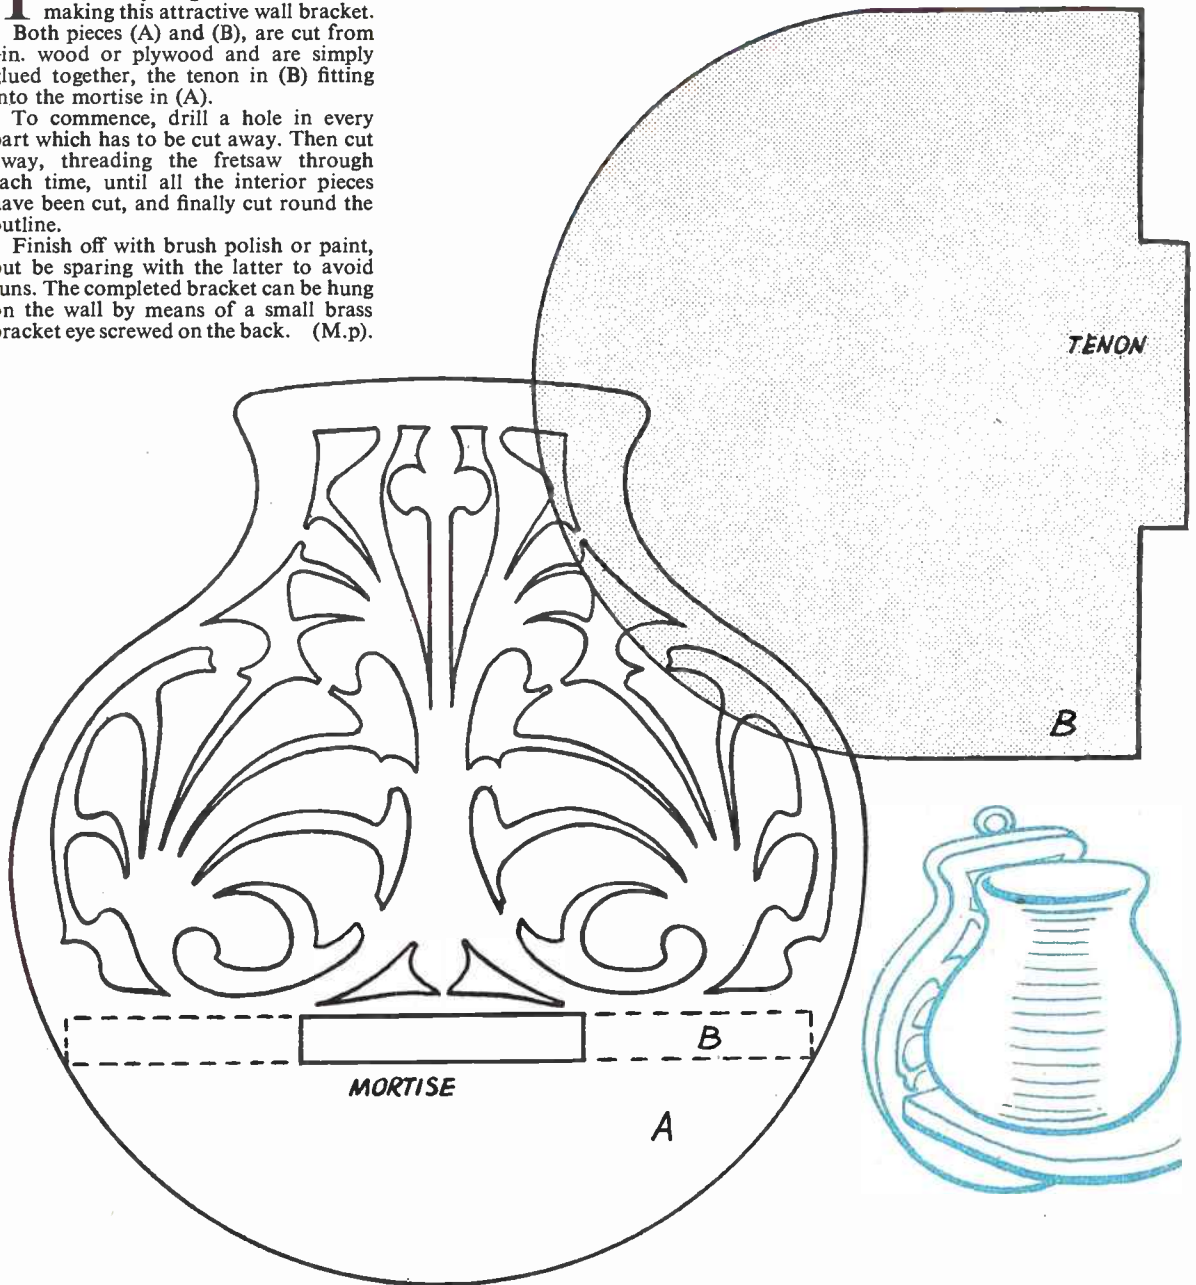 making this attractive wall bracket.
Both pieces (A) and (B), are cut from
in. wood or plywood and are simply
lued together, the tenon in (B) fitting
nto the mortise in (A).
To commence, drill a hole in every
art which has to be cut away. Then cut
way, threading the fretsaw through
ach time, until all the interior pieces
ave been cut, and finally cut round the
utline.
Finish off with brush polish or paint,
ut be sparing with the latter to avoid
uns. The completed bracket can be hung
n the wall by means of a small brass
racket eye screwed on the back. (M.p).
TENON
B
B
MORTISE
A